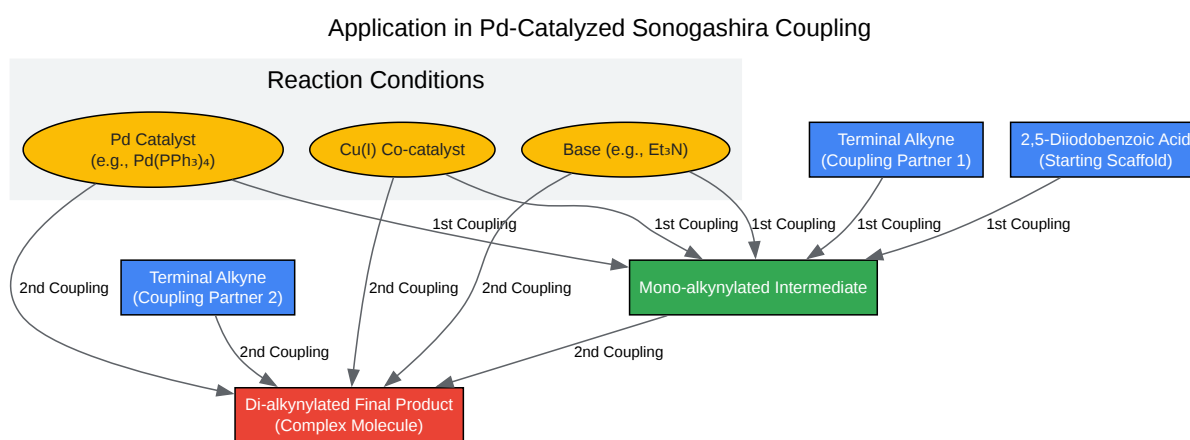 Application in Pd-Catalyzed Sonogashira Coupling
Reaction Conditions
Pd Catalyst
(e.g., Pd(PPh₃)₄)
Cu(I) Co-catalyst
Base (e.g., Et₃N)
Terminal Alkyne
(Coupling Partner 1)
2,5-Diiodobenzoic Acid
(Starting Scaffold)
1st Coupling
1st Coupling
1st Coupling
1st Coupling
1st Coupling
Terminal Alkyne
(Coupling Partner 2)
Mono-alkynylated Intermediate
2nd Coupling
2nd Coupling
2nd Coupling
2nd Coupling
2nd Coupling
Di-alkynylated Final Product
(Complex Molecule)